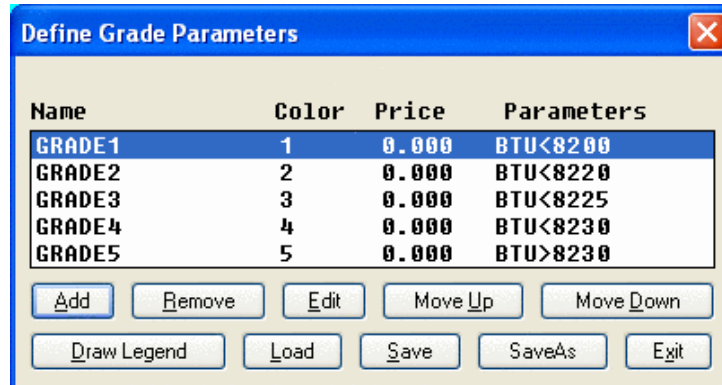 Define Grade Parameters
Name Color Price Parameters
GRADE1 1 0.000 BTU<8200
GRADE2 2 0.000 BTU<8220
GRADE3 3 0.000 BTU<8225
GRADE4 4 0.000 BTU<8230
GRADE5 5 0.000 BTU>8230
Add Remove Edit Move Up Move Down
Draw Legend Load Save SaveAs Exit